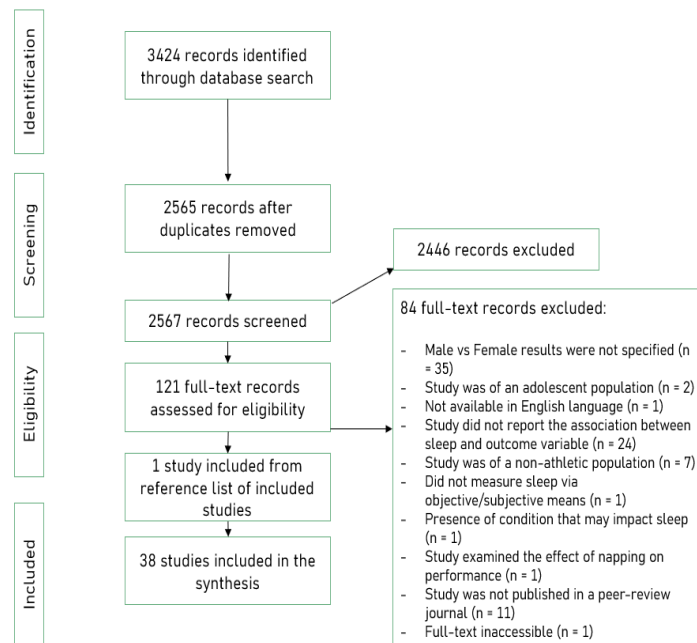 Identification
3424 records identified
through database search
Screening
2565 records after
duplicates removed
2446 records excluded
2567 records screened
Eligibility
121 full-text records
assessed for eligibility
84 full-text records excluded:
- Male vs Female results were not specified (n
= 35)
- Study was of an adolescent population (n = 2)
- Not available in English language (n = 1)
- Study did not report the association between
sleep and outcome variable (n = 24)
- Study was of a non-athletic population (n = 7)
- Did not measure sleep via
objective/subjective means (n = 1)
- Presence of condition that may impact sleep
(n = 1)
- Study examined the effect of napping on
performance (n = 1)
- Study was not published in a peer-review
journal (n = 11)
- Full-text inaccessible (n = 1)
1 study included from
reference list of included
studies
Included
38 studies included in the
synthesis